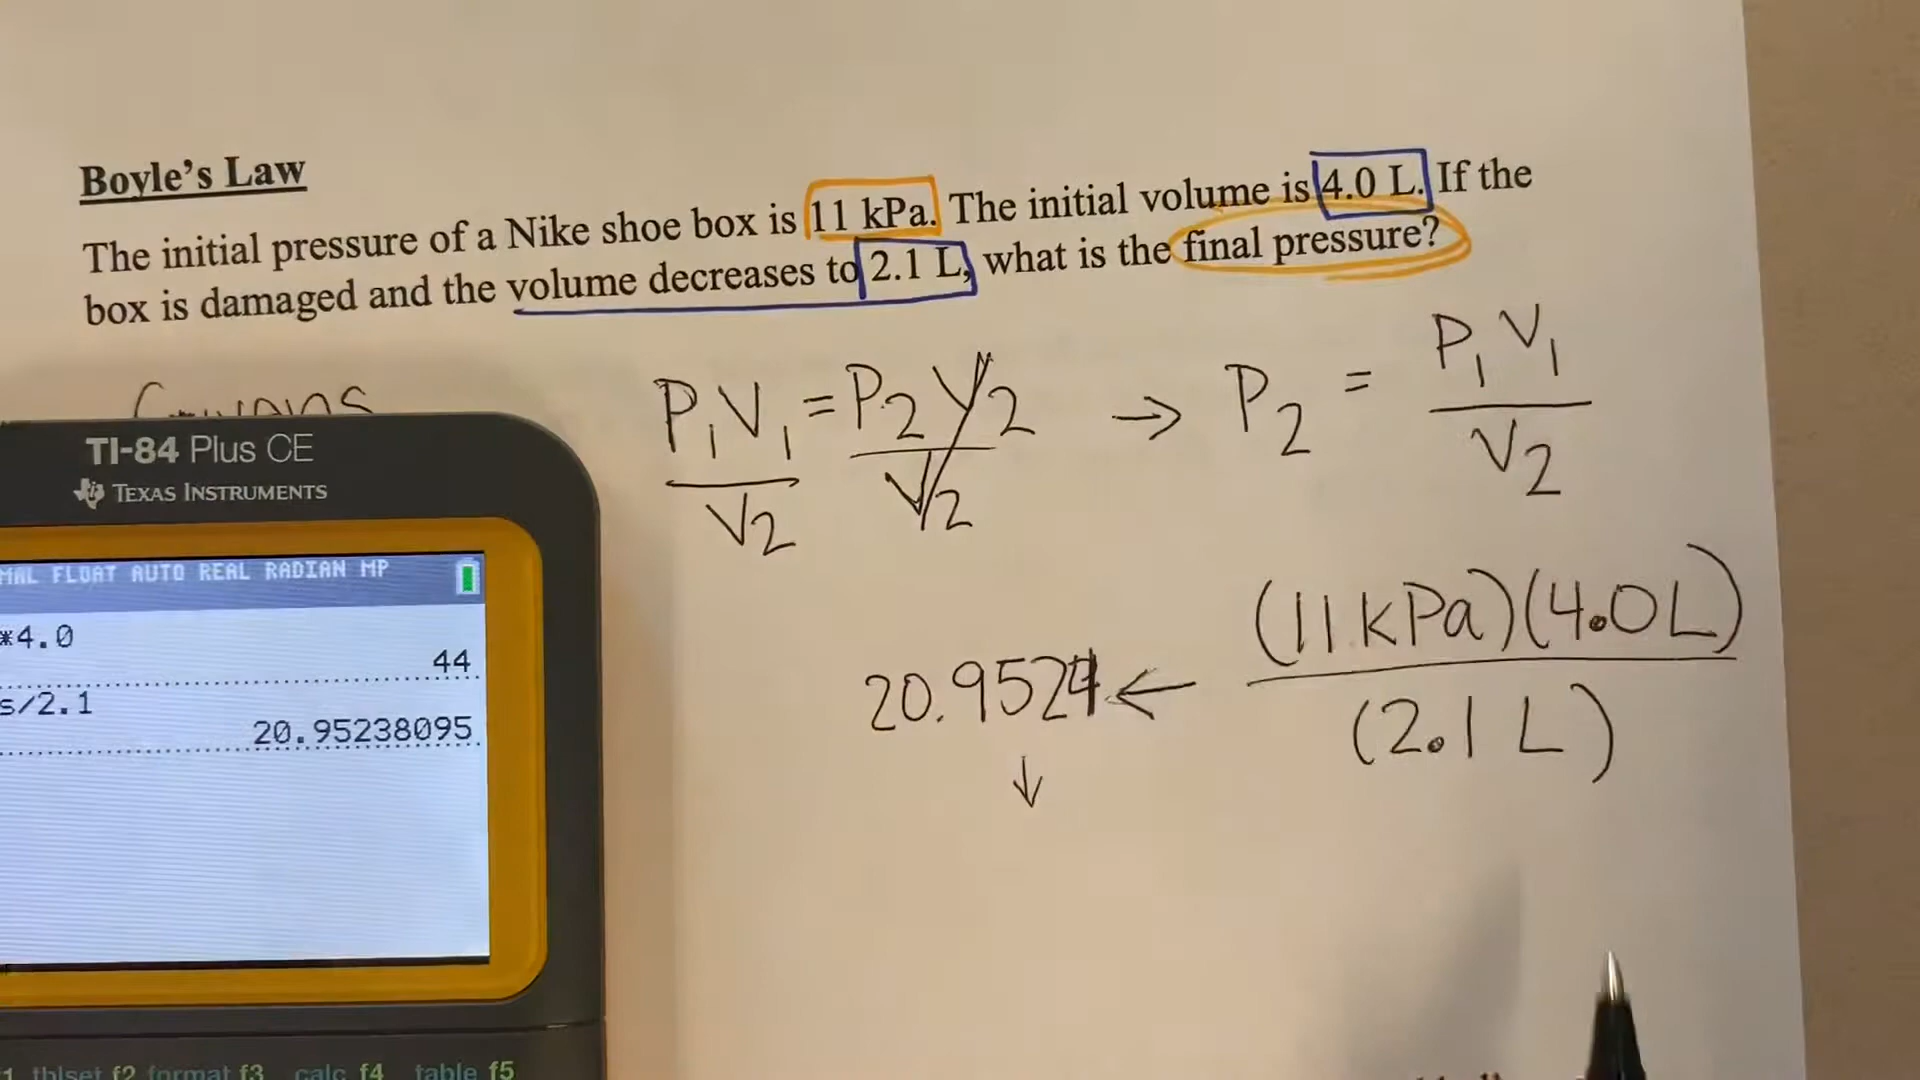 Boyle's Law
The initial pressure of a Nike shoe box is 11 kPa. The initial volume is 4.0 L. If the
box is damaged and the volume decreases to 2.1 L, what is the final pressure?
P1V1 = P2V2 → P2 = P1V1
V2 V2 V2
TI-84 Plus CE
TEXAS INSTRUMENTS
MAL FLOAT AUTO REAL RADIAN MP
*4.0
44
s/2.1
20.95238095
(11 kPa)(4.0 L)
20.9524 ←
(2.1 L)
↓
f1 tblset f2 format f3 calc f4 table f5